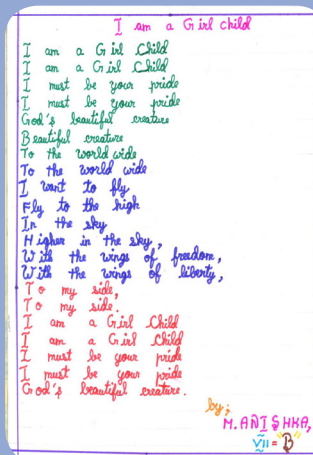 I am a Girl child
I am a Girl Child
I am a Girl Child
I must be your pride
I must be your pride
God's beautiful creature
Beautiful creature
To the world wide
To the world wide
I want to fly
Fly to the high
In the sky
Higher in the sky,
With the wings of freedom,
With the wings of liberty,
To my side,
To my side.
I am a Girl Child
I am a Girl Child
I must be your pride
I must be your pride
God's beautiful creature.
by;
M. ANISHKA,
VII - "B"